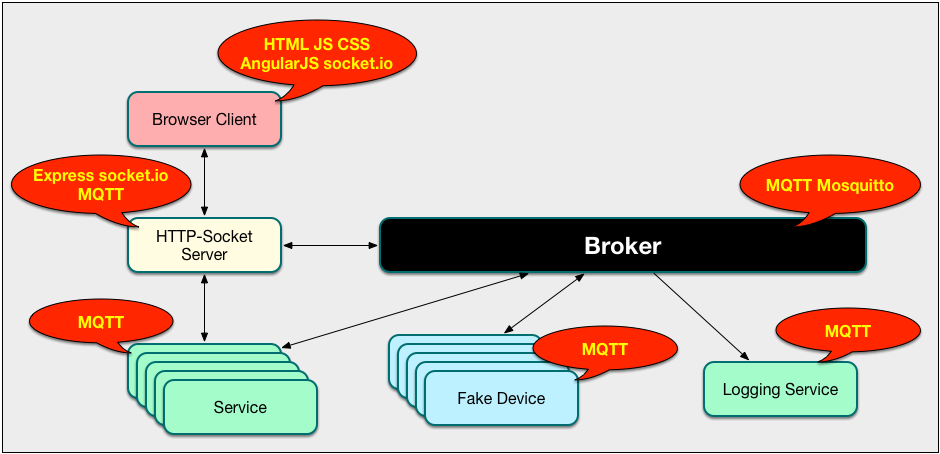 HTML JS CSS
AngularJS socket.io
Browser Client
Express socket.io
MQTT
MQTT Mosquitto
HTTP-Socket
Server
Broker
MQTT
MQTT
MQTT
Service
Fake Device
Logging Service